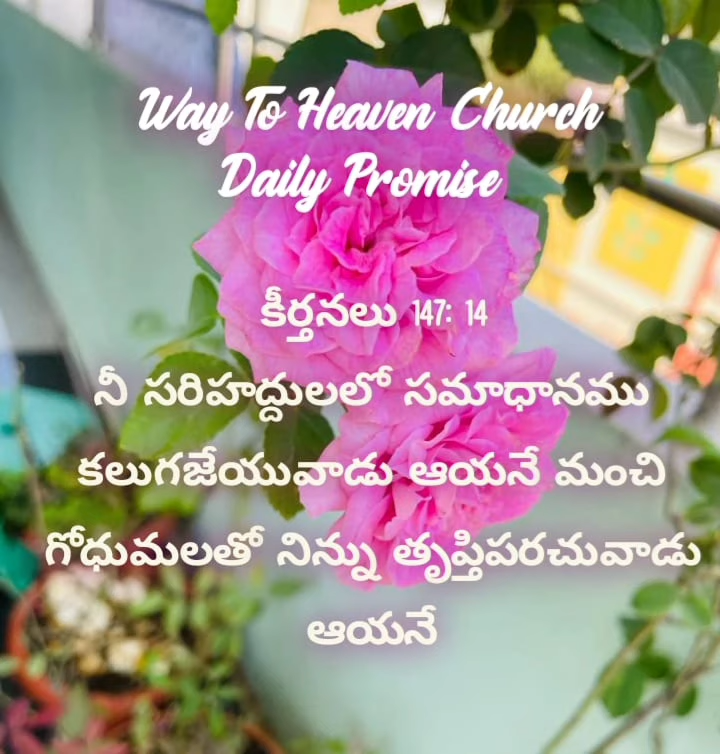 Way To Heaven Church
Daily Promise
కీర్తనలు 147: 14
నీ సరిహద్దులలో సమాధానము
కలుగజేయువాడు ఆయనే మంచి
గోధుమలతో నిన్ను తృప్తిపరచువాడు
ఆయనే